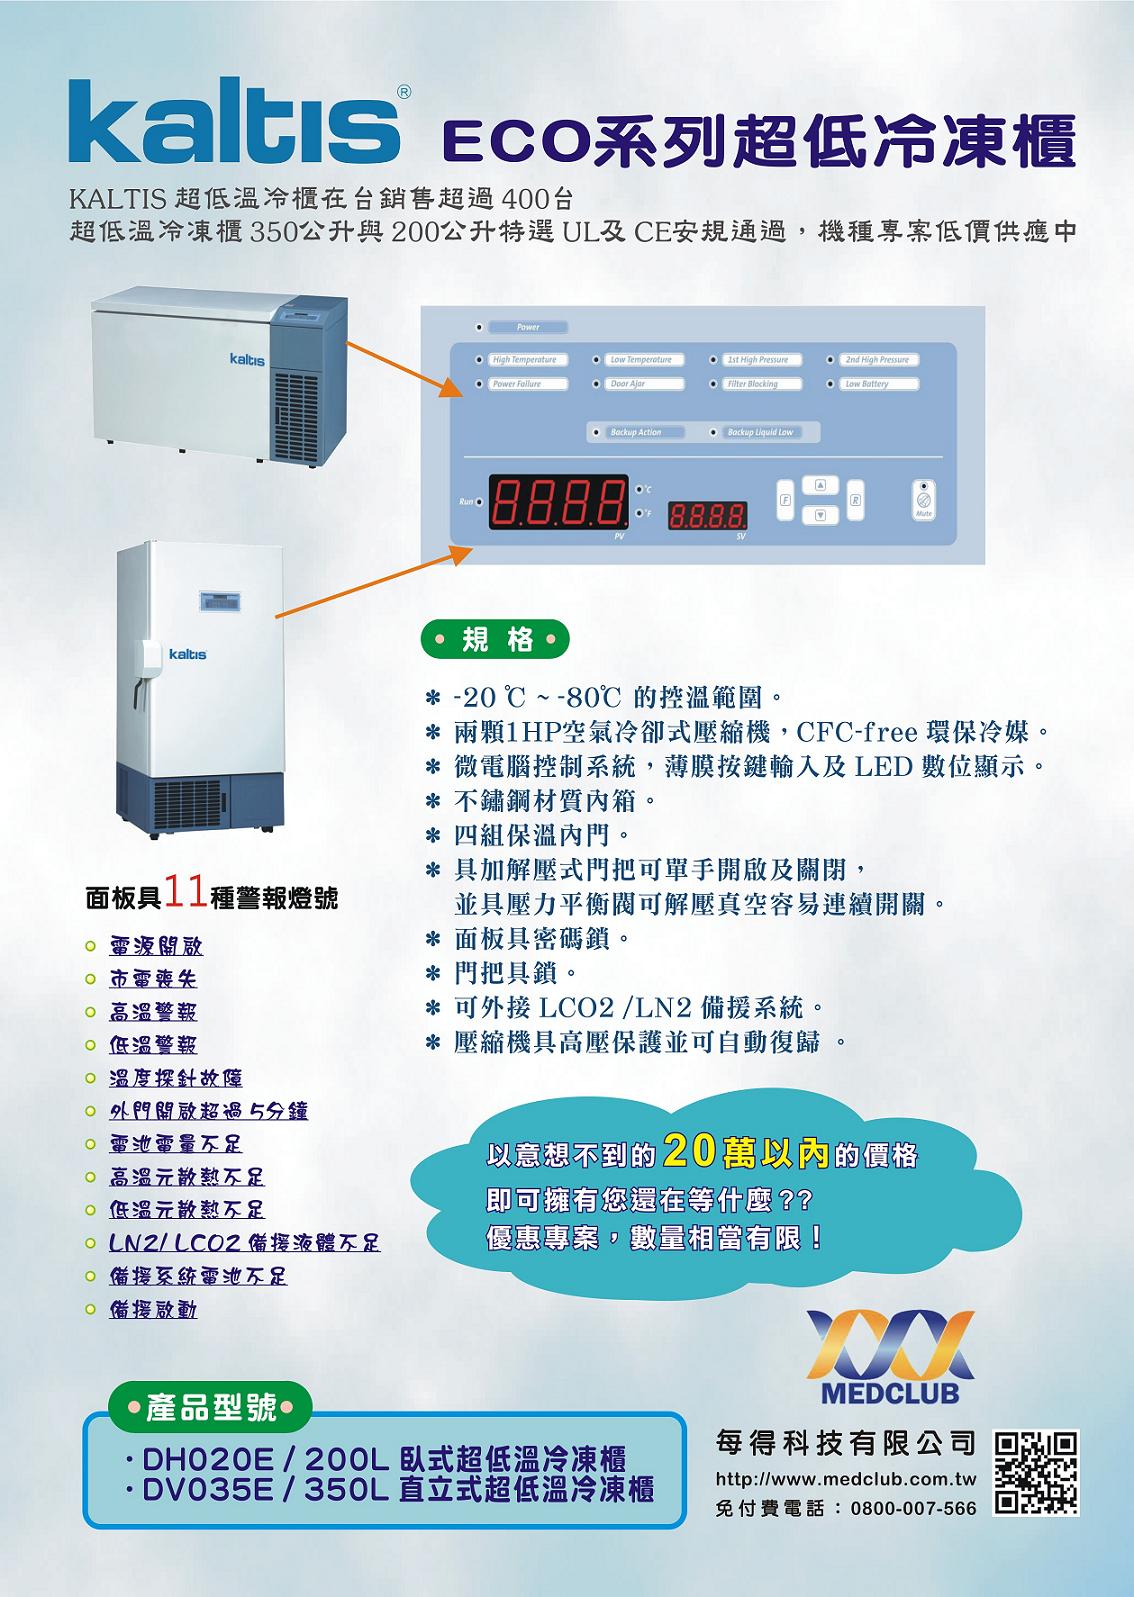 kaltis® ECO系列超低冷凍櫃
KALTIS 超低溫冷櫃在台銷售超過 400台
超低溫冷凍櫃 350公升與 200公升特選 UL及 CE安規通過，機種專案低價供應中
kaltis
Power
High Temperature
Low Temperature
1st High Pressure
2nd High Pressure
Power Failure
Door Ajar
Filter Blocking
Low Battery
Backup Action
Backup Liquid Low
Run
8.8.8.8.
°C
°F
PV
8.8.8.8.
SV
F
R
Mute
kaltis
• 規 格 •
＊ -20 ℃ ~ -80℃ 的控溫範圍。
＊ 兩顆1HP空氣冷卻式壓縮機，CFC-free 環保冷媒。
＊ 微電腦控制系統，薄膜按鍵輸入及 LED 數位顯示。
＊ 不鏽鋼材質內箱。
＊ 四組保溫內門。
＊ 具加解壓式門把可單手開啟及關閉，
並具壓力平衡閥可解壓真空容易連續開關。
＊ 面板具密碼鎖。
＊ 門把具鎖。
＊ 可外接 LCO2 /LN2 備援系統。
＊ 壓縮機具高壓保護並可自動復歸 。
面板具11種警報燈號
電源開啟
市電喪失
高溫警報
低溫警報
溫度探針故障
外門開啟超過 5分鐘
電池電量不足
高溫元散熱不足
低溫元散熱不足
LN2/ LCO2 備援液體不足
備援系統電池不足
備援啟動
以意想不到的 20萬以內的價格
即可擁有您還在等什麼??
優惠專案，數量相當有限！
MEDCLUB
•產品型號•
· DH020E / 200L 臥式超低溫冷凍櫃
· DV035E / 350L 直立式超低溫冷凍櫃
每得科技有限公司
http://www.medclub.com.tw
免付費電話：0800-007-566